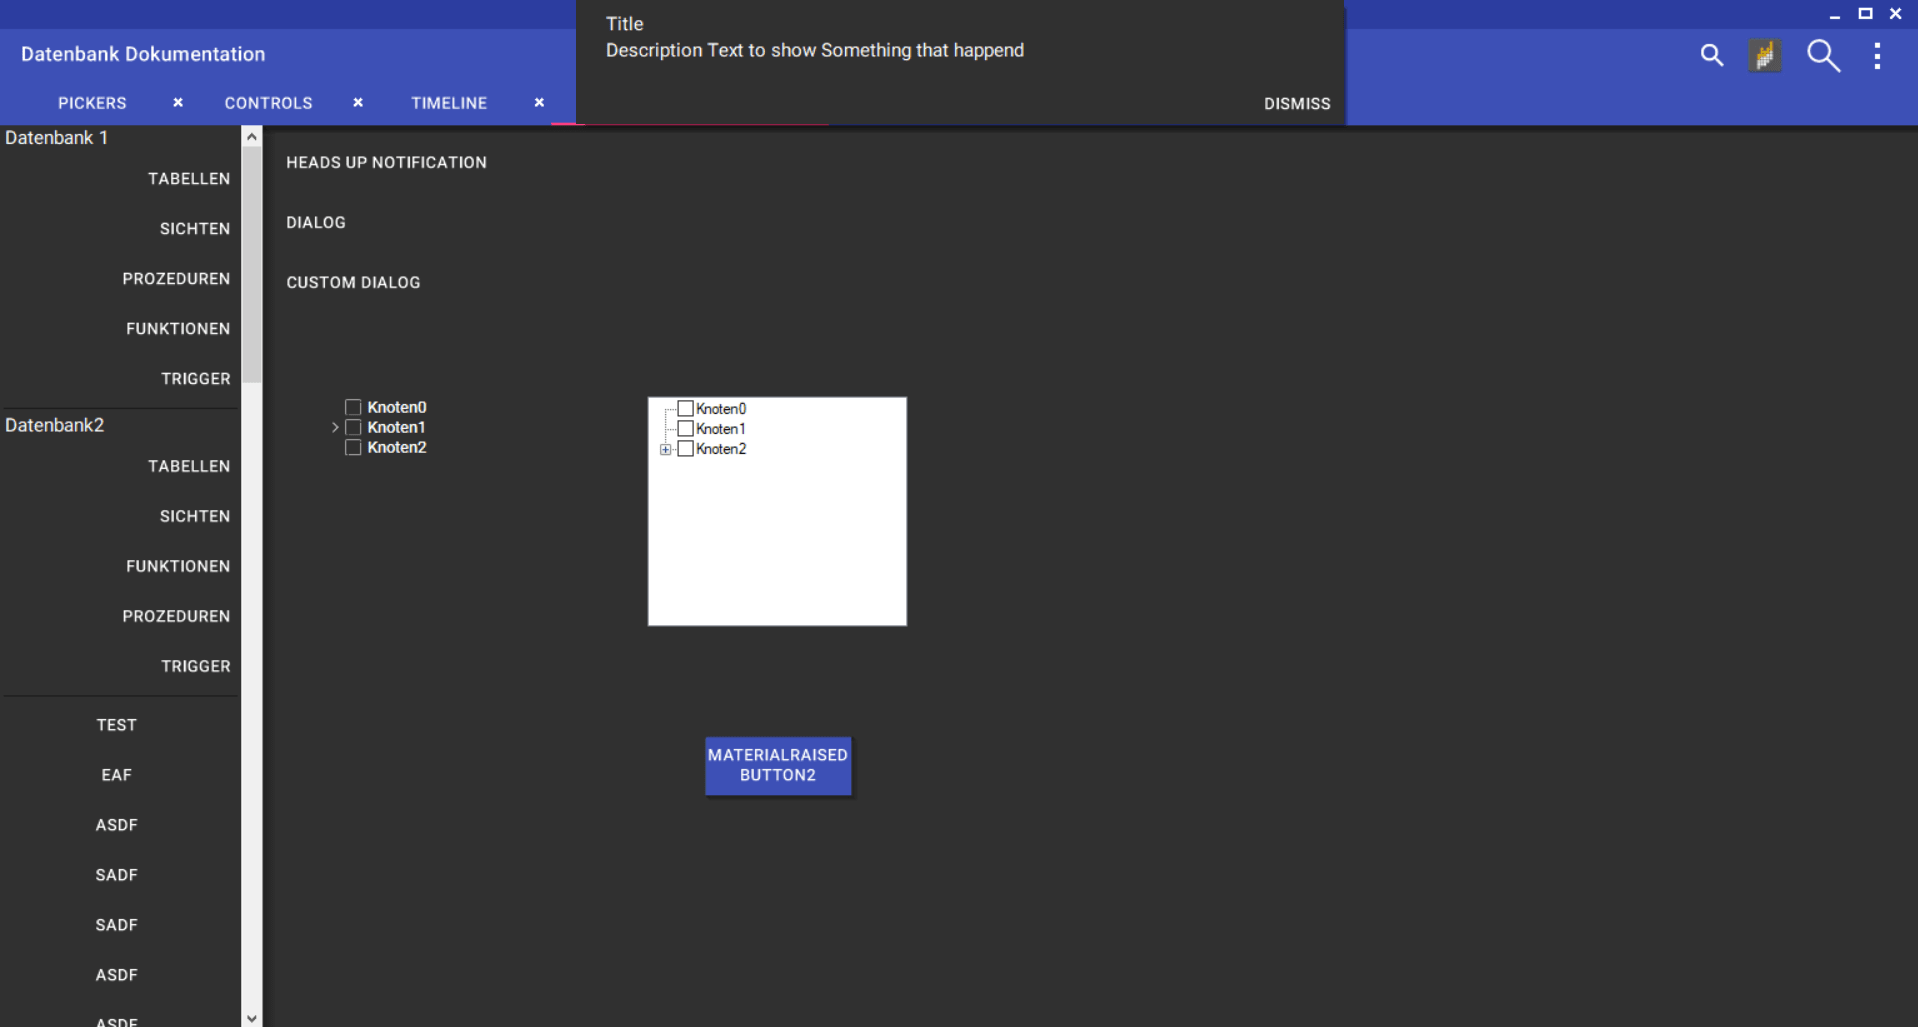 Title
Description Text to show Something that happend
DISMISS
Datenbank Dokumentation
PICKERS
CONTROLS
TIMELINE
Datenbank 1
TABELLEN
SICHTEN
PROZEDUREN
FUNKTIONEN
TRIGGER
Datenbank2
TABELLEN
SICHTEN
FUNKTIONEN
PROZEDUREN
TRIGGER
TEST
EAF
ASDF
SADF
SADF
ASDF
ASDF
HEADS UP NOTIFICATION
DIALOG
CUSTOM DIALOG
Knoten0
Knoten1
Knoten2
Knoten0
Knoten1
Knoten2
MATERIALRAISED
BUTTON2